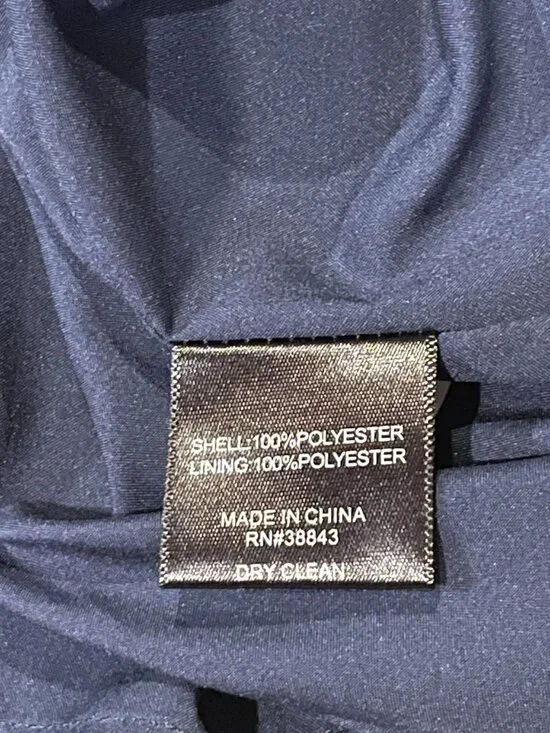 SHELL:100%POLYESTER
LINING:100%POLYESTER
MADE IN CHINA
RN#38843
DRY CLEAN